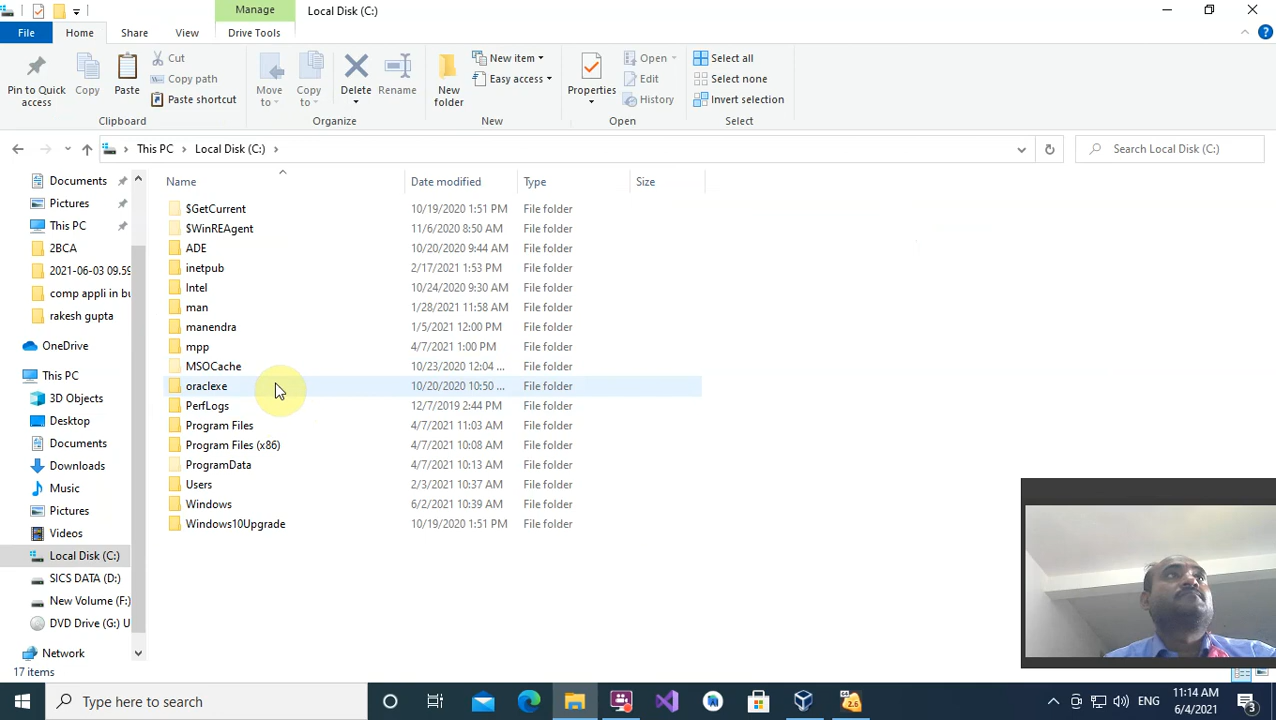 Manage
Local Disk (C:)
File
Home
Share
View
Drive Tools
Pin to Quick
access
Copy
Paste
Cut
Copy path
Paste shortcut
Clipboard
Move
to
Copy
to
Delete
Rename
Organize
New
folder
New item
Easy access
New
Properties
Open
Edit
History
Open
Select all
Select none
Invert selection
Select
This PC > Local Disk (C:) >
Search Local Disk (C:)
Documents
Pictures
This PC
2BCA
2021-06-03 09.59
comp appli in bu
rakesh gupta
OneDrive
This PC
3D Objects
Desktop
Documents
Downloads
Music
Pictures
Videos
Local Disk (C:)
SICS DATA (D:)
New Volume (F:)
DVD Drive (G:) U
Network
Name Date modified Type Size
$GetCurrent 10/19/2020 1:51 PM File folder
$WinREAgent 11/6/2020 8:50 AM File folder
ADE 10/20/2020 9:44 AM File folder
inetpub 2/17/2021 1:53 PM File folder
Intel 10/24/2020 9:30 AM File folder
man 1/28/2021 11:58 AM File folder
manendra 1/5/2021 12:00 PM File folder
mpp 4/7/2021 1:00 PM File folder
MSOCache 10/23/2020 12:04 ... File folder
oraclexe 10/20/2020 10:50 ... File folder
PerfLogs 12/7/2019 2:44 PM File folder
Program Files 4/7/2021 11:03 AM File folder
Program Files (x86) 4/7/2021 10:08 AM File folder
ProgramData 4/7/2021 10:13 AM File folder
Users 2/3/2021 10:37 AM File folder
Windows 6/2/2021 10:39 AM File folder
Windows10Upgrade 10/19/2020 1:51 PM File folder
17 items
Type here to search
2.6
ENG
11:14 AM
6/4/2021
3